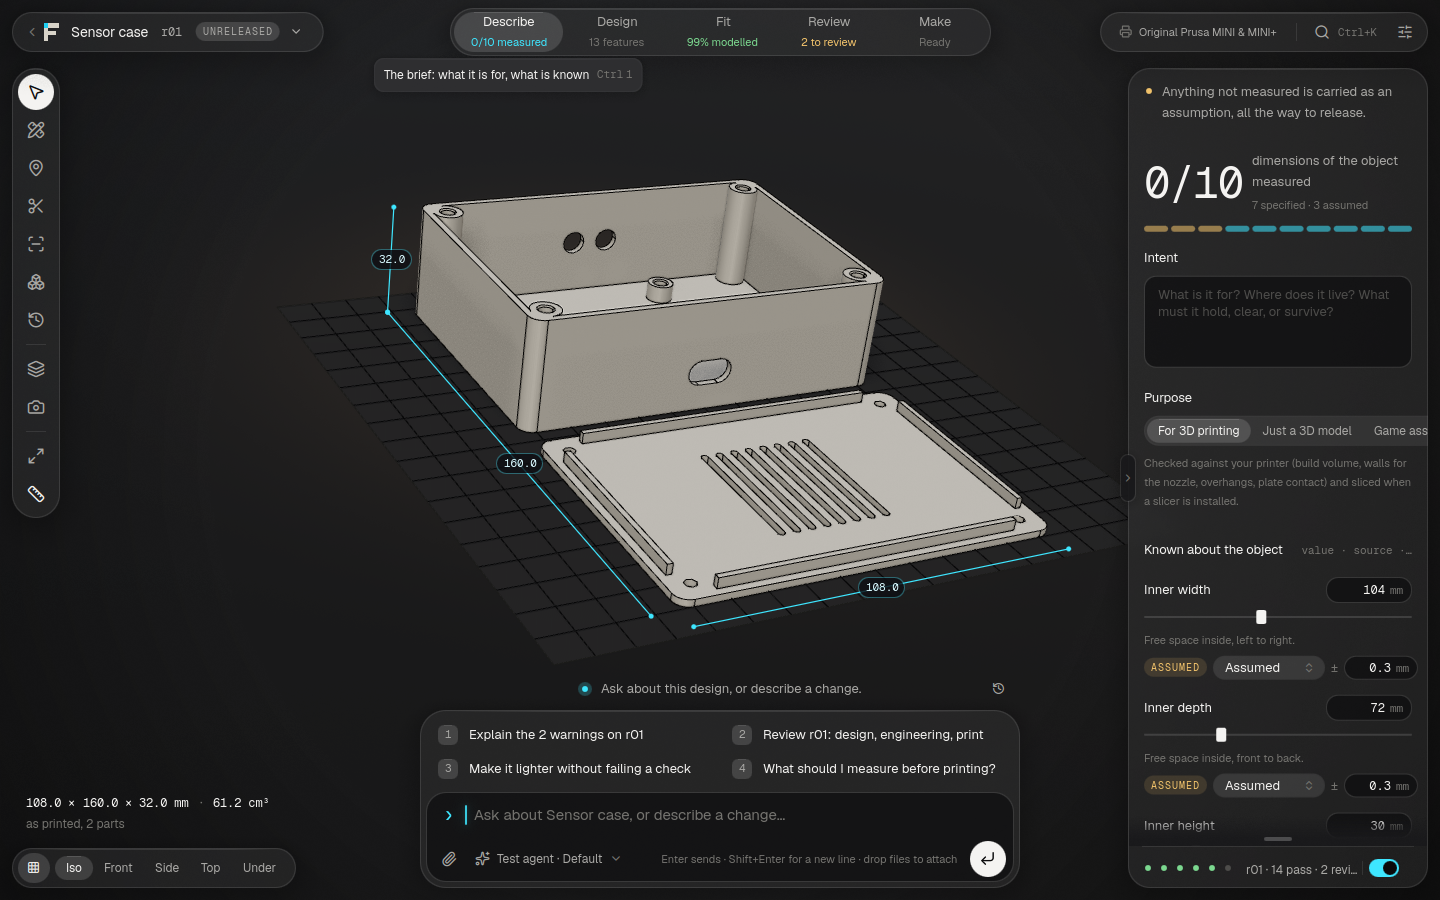 Sensor case r01 UNRELEASED
Describe
0/10 measured
Design
13 features
Fit
99% modelled
Review
2 to review
Make
Ready
Original Prusa MINI & MINI+
Ctrl+K
The brief: what it is for, what is known Ctrl 1
32.0
160.0
108.0
Anything not measured is carried as an
assumption, all the way to release.
0/10
dimensions of the object
measured
7 specified · 3 assumed
Intent
What is it for? Where does it live? What
must it hold, clear, or survive?
Purpose
For 3D printing Just a 3D model Game ass
Checked against your printer (build volume, walls for
the nozzle, overhangs, plate contact) and sliced when
a slicer is installed.
Known about the object value · source ·…
Inner width 104 mm
Free space inside, left to right.
ASSUMED Assumed ± 0.3 mm
Inner depth 72 mm
Free space inside, front to back.
ASSUMED Assumed ± 0.3 mm
Inner height 30 mm
r01 · 14 pass · 2 revi…
Ask about this design, or describe a change.
1 Explain the 2 warnings on r01
2 Review r01: design, engineering, print
3 Make it lighter without failing a check
4 What should I measure before printing?
Ask about Sensor case, or describe a change…
Test agent · Default
Enter sends · Shift+Enter for a new line · drop files to attach
108.0 × 160.0 × 32.0 mm · 61.2 cm³
as printed, 2 parts
Iso Front Side Top Under